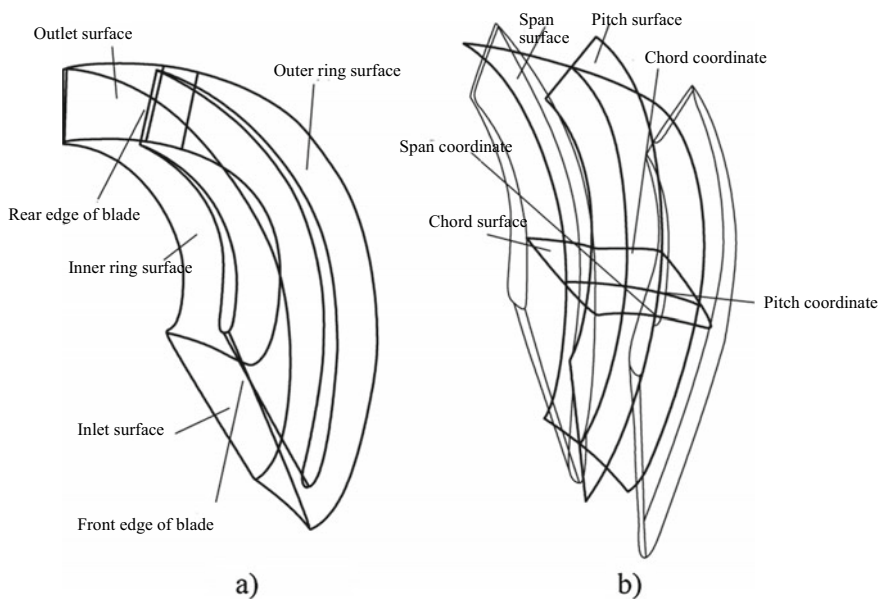 Outlet surface
Outer ring surface
Rear edge of blade
Inner ring surface
Inlet surface
Front edge of blade
a)
Span
surface
Pitch surface
Chord coordinate
Span coordinate
Chord surface
Pitch coordinate
b)